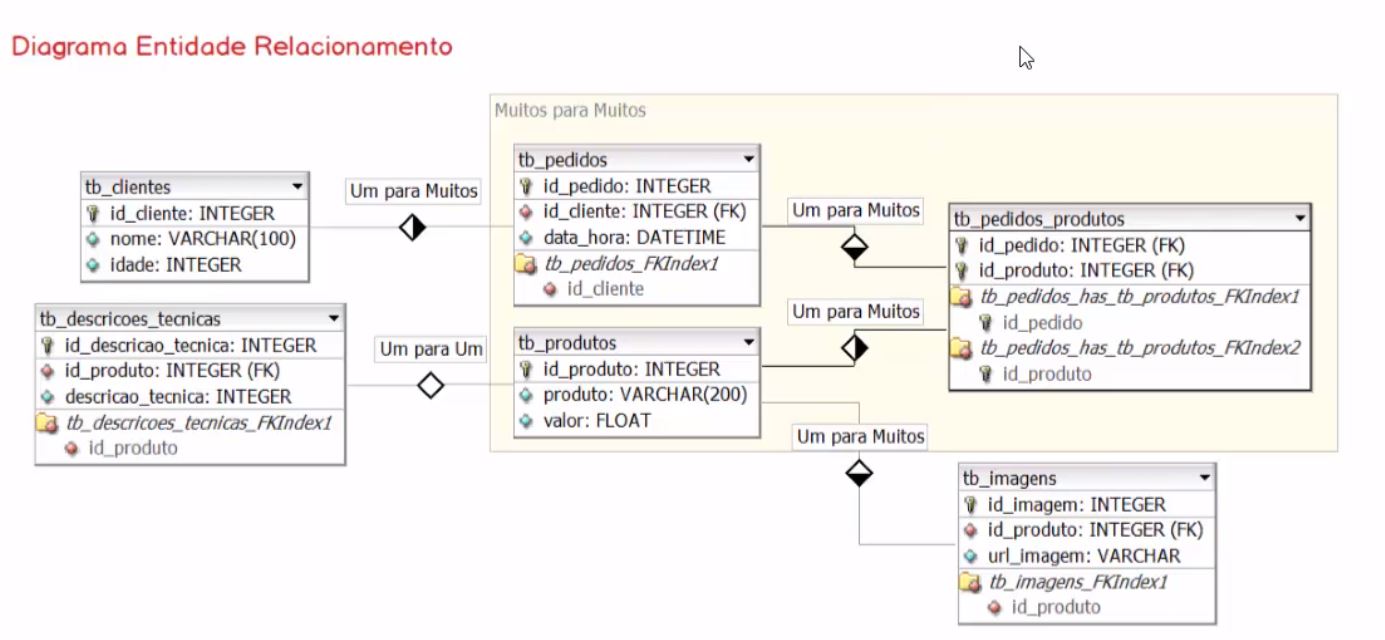 Diagrama Entidade Relacionamento
Muitos para Muitos
tb_clientes
id_cliente: INTEGER
nome: VARCHAR(100)
idade: INTEGER
Um para Muitos
tb_pedidos
id_pedido: INTEGER
id_cliente: INTEGER (FK)
data_hora: DATETIME
tb_pedidos_FKIndex1
id_cliente
Um para Muitos
tb_pedidos_produtos
id_pedido: INTEGER (FK)
id_produto: INTEGER (FK)
tb_pedidos_has_tb_produtos_FKIndex1
id_pedido
tb_pedidos_has_tb_produtos_FKIndex2
id_produto
tb_descricoes_tecnicas
id_descricao_tecnica: INTEGER
id_produto: INTEGER (FK)
descricao_tecnica: INTEGER
tb_descricoes_tecnicas_FKIndex1
id_produto
Um para Um
tb_produtos
id_produto: INTEGER
produto: VARCHAR(200)
valor: FLOAT
Um para Muitos
Um para Muitos
tb_imagens
id_imagem: INTEGER
id_produto: INTEGER (FK)
url_imagem: VARCHAR
tb_imagens_FKIndex1
id_produto